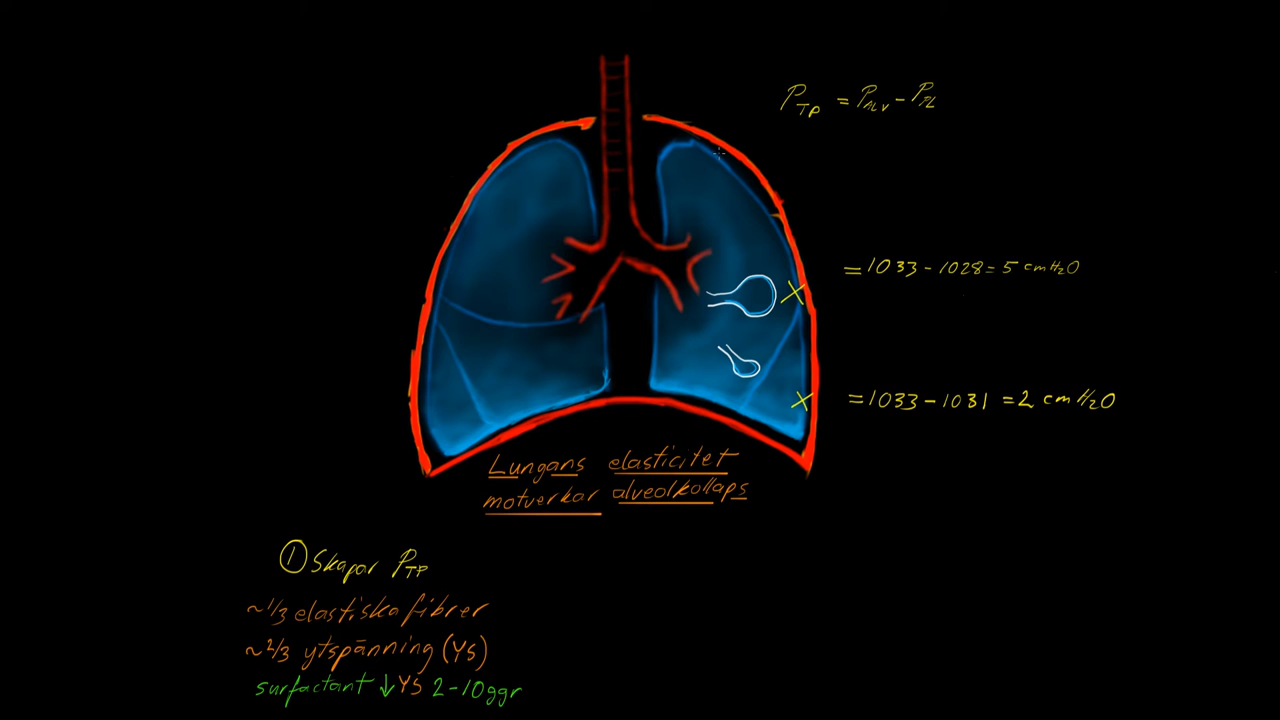 P_TP = P_ALV - P_PL
= 1033 - 1028 = 5 cmH₂O
= 1033 - 1031 = 2 cmH₂O
Lungans elasticitet
motverkar alveolkollaps
① Skapar P_TP
~1/3 elastiska fibrer
~2/3 ytspänning (YS)
surfactant ↓YS 2-10ggr